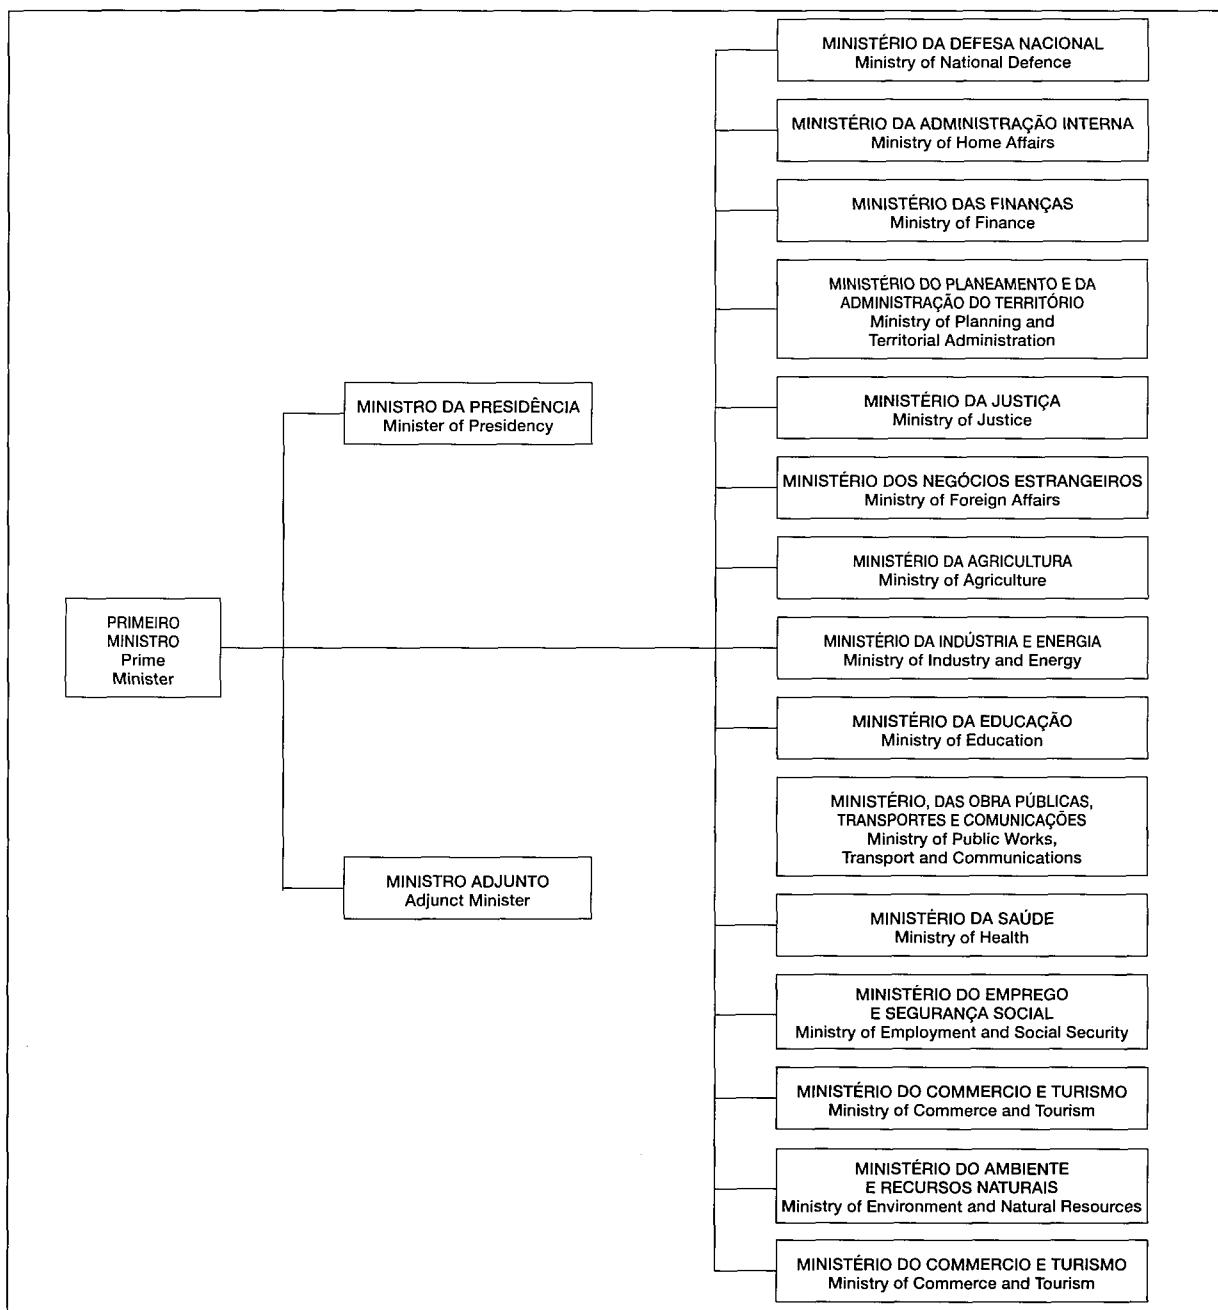 PRIMEIRO
MINISTRO
Prime
Minister
MINISTRO DA PRESIDÊNCIA
Minister of Presidency
MINISTRO ADJUNTO
Adjunct Minister
MINISTÉRIO DA DEFESA NACIONAL
Ministry of National Defence
MINISTÉRIO DA ADMINISTRAÇÃO INTERNA
Ministry of Home Affairs
MINISTÉRIO DAS FINANÇAS
Ministry of Finance
MINISTÉRIO DO PLANEAMENTO E DA
ADMINISTRAÇÃO DO TERRITÓRIO
Ministry of Planning and
Territorial Administration
MINISTÉRIO DA JUSTIÇA
Ministry of Justice
MINISTÉRIO DOS NEGÓCIOS ESTRANGEIROS
Ministry of Foreign Affairs
MINISTÉRIO DA AGRICULTURA
Ministry of Agriculture
MINISTÉRIO DA INDÚSTRIA E ENERGIA
Ministry of Industry and Energy
MINISTÉRIO DA EDUCAÇÃO
Ministry of Education
MINISTÉRIO, DAS OBRA PÚBLICAS,
TRANSPORTES E COMUNICAÇÕES
Ministry of Public Works,
Transport and Communications
MINISTÉRIO DA SAÚDE
Ministry of Health
MINISTÉRIO DO EMPREGO
E SEGURANÇA SOCIAL
Ministry of Employment and Social Security
MINISTÉRIO DO COMMERCIO E TURISMO
Ministry of Commerce and Tourism
MINISTÉRIO DO AMBIENTE
E RECURSOS NATURAIS
Ministry of Environment and Natural Resources
MINISTÉRIO DO COMMERCIO E TURISMO
Ministry of Commerce and Tourism